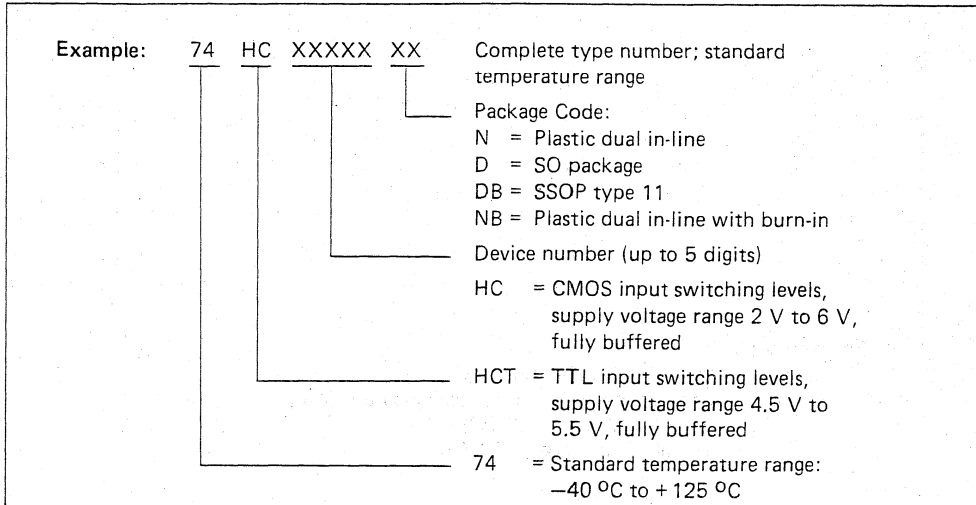 Example: 74 HC XXXXX XX Complete type number; standard
temperature range
Package Code:
N = Plastic dual in-line
D = SO package
DB = SSOP type 11
NB = Plastic dual in-line with burn-in
Device number (up to 5 digits)
HC = CMOS input switching levels,
supply voltage range 2 V to 6 V,
fully buffered
HCT = TTL input switching levels,
supply voltage range 4.5 V to
5.5 V, fully buffered
74 = Standard temperature range:
−40 ºC to + 125 ºC